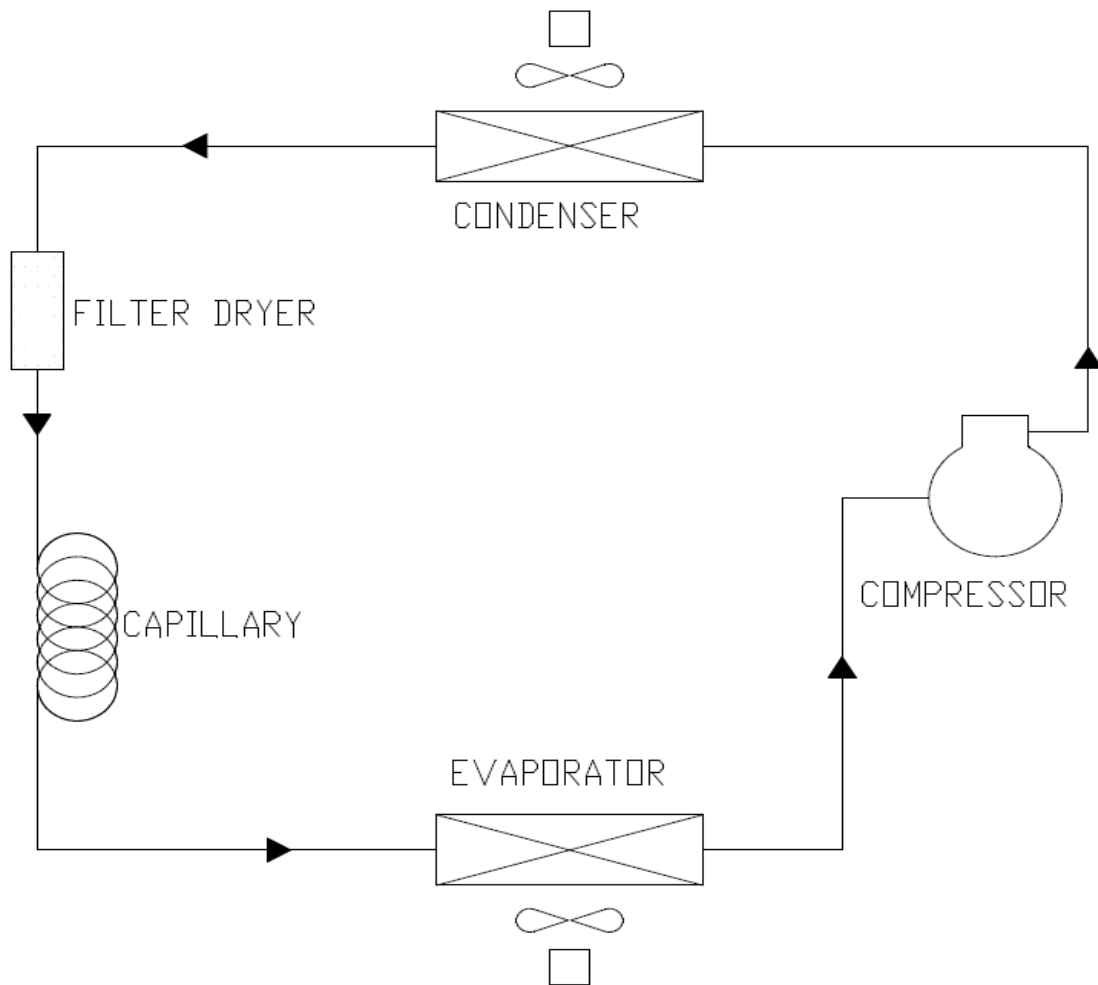 CONDENSER
FILTER DRYER
COMPRESSOR
CAPILLARY
EVAPORATOR